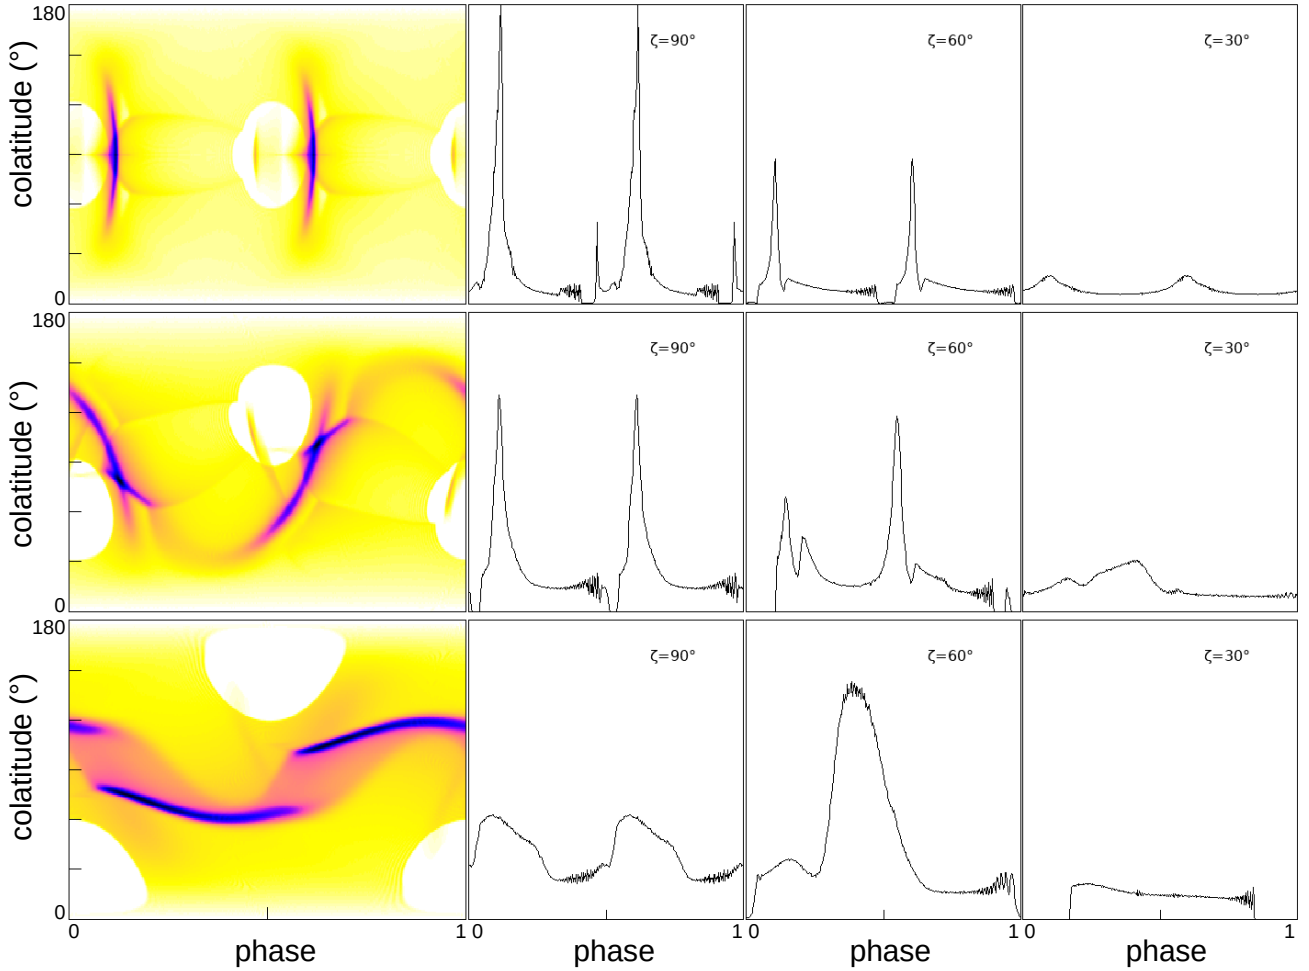 180
colatitude (°)
0
ζ=90°
ζ=60°
ζ=30°
180
colatitude (°)
0
ζ=90°
ζ=60°
ζ=30°
180
colatitude (°)
0
ζ=90°
ζ=60°
ζ=30°
0 1 0 1 0 1 0 1
phase phase phase phase